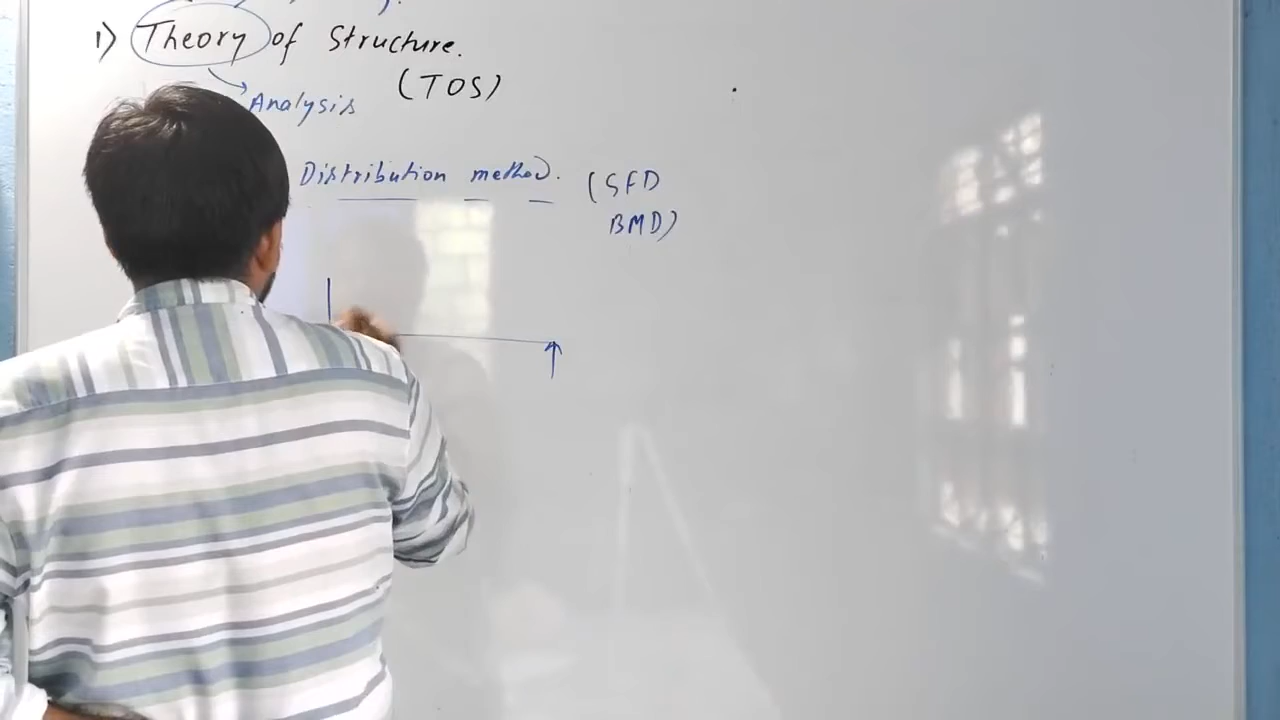 1) Theory of Structure.
(TOS)
Analysis
Distribution method. (SFD
BMD)